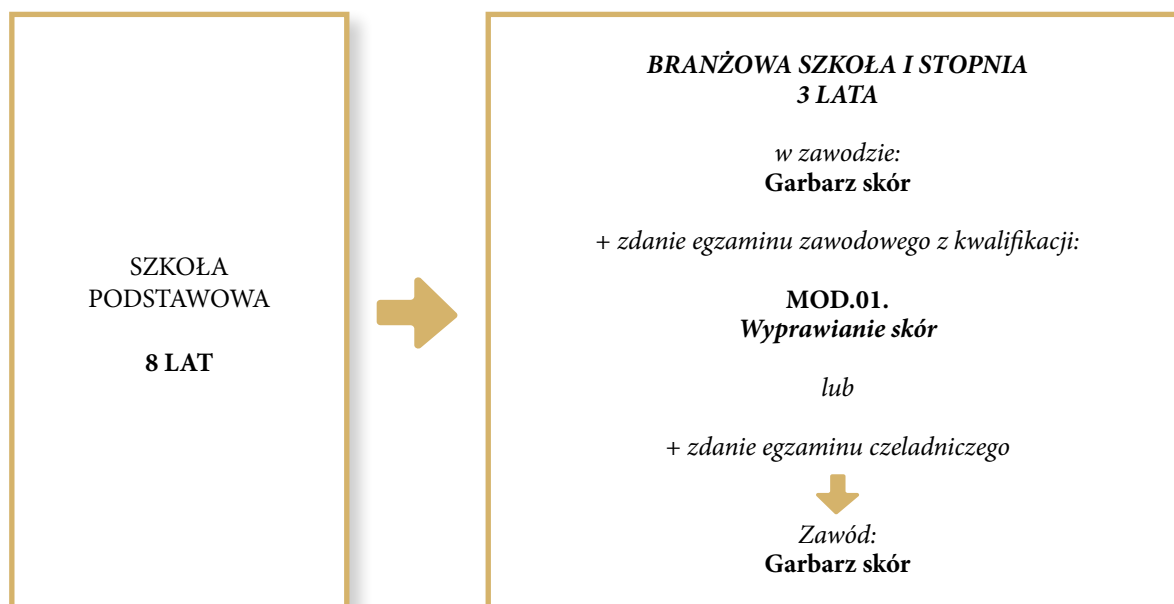 SZKOŁA
PODSTAWOWA
8 LAT
BRANŻOWA SZKOŁA I STOPNIA
3 LATA
w zawodzie:
Garbarz skór
+ zdanie egzaminu zawodowego z kwalifikacji:
MOD.01.
Wyprawianie skór
lub
+ zdanie egzaminu czeladniczego
Zawód:
Garbarz skór